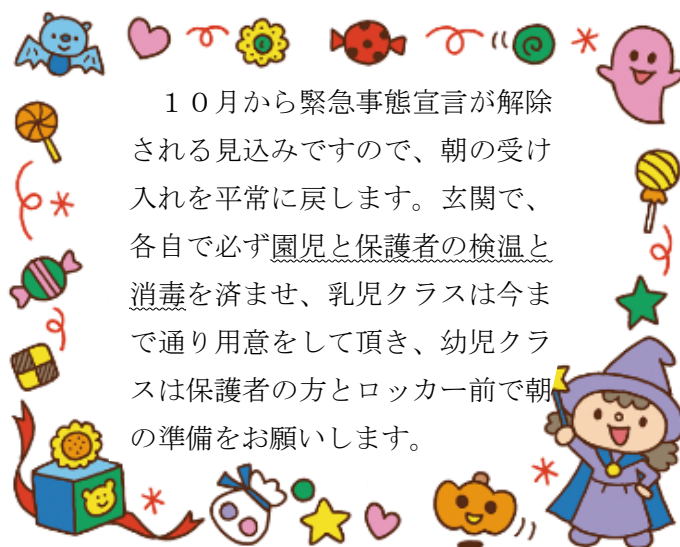 １０月から緊急事態宣言が解除
される見込みですので、朝の受け
入れを平常に戻します。玄関で、
各自で必ず園児と保護者の検温と
消毒を済ませ、乳児クラスは今ま
で通り用意をして頂き、幼児クラ
スは保護者の方とロッカー前で朝
の準備をお願いします。